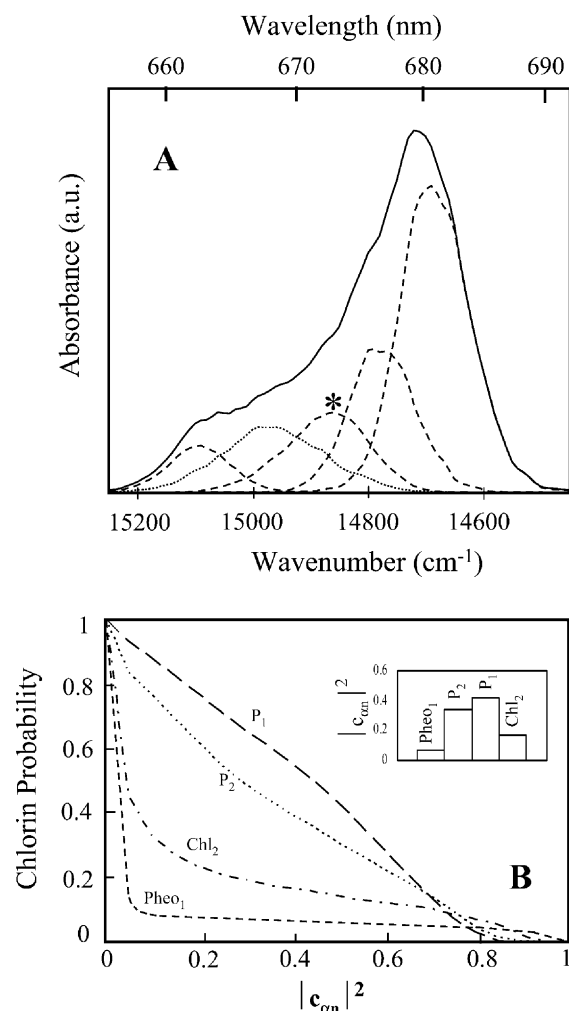 Wavelength (nm)
660 670 680 690
A
*
Absorbance (a.u.)
15200 15000 14800 14600
Wavenumber (cm-1)
1
0.8
0.6
0.4
0.2
0
Chlorin Probability
P1
P2
Chl2
Pheo1
B
0.6
0.4
0.2
0
|cαn|2
Pheo1
P2
P1
Chl2
0 0.2 0.4 0.6 0.8 1
|cαn|2